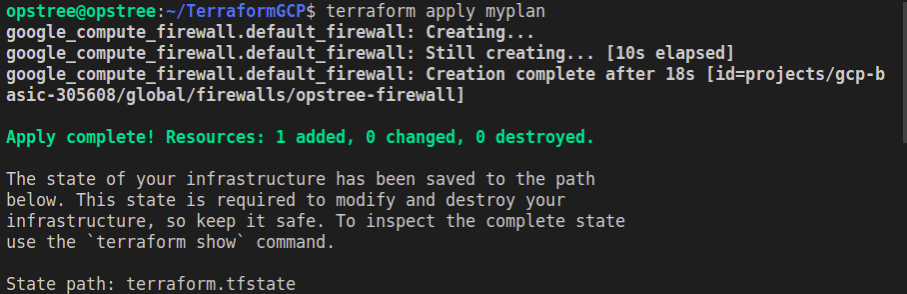 opstree@opstree:~/TerraformGCP$ terraform apply myplan
google_compute_firewall.default_firewall: Creating...
google_compute_firewall.default_firewall: Still creating... [10s elapsed]
google_compute_firewall.default_firewall: Creation complete after 18s [id=projects/gcp-b
asic-305608/global/firewalls/opstree-firewall]
Apply complete! Resources: 1 added, 0 changed, 0 destroyed.
The state of your infrastructure has been saved to the path
below. This state is required to modify and destroy your
infrastructure, so keep it safe. To inspect the complete state
use the `terraform show` command.
State path: terraform.tfstate